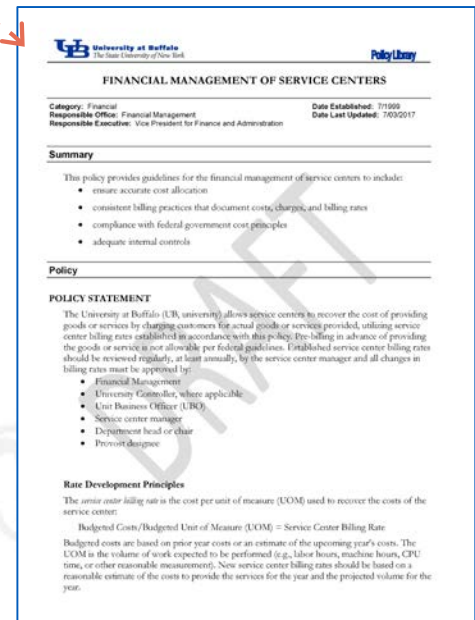 University at Buffalo
The State University of New York
Policy Library
FINANCIAL MANAGEMENT OF SERVICE CENTERS
Category: Financial
Date Established: 7/1999
Responsible Office: Financial Management
Date Last Updated: 7/03/2017
Responsible Executive: Vice President for Finance and Administration
Summary
This policy provides guidelines for the financial management of service centers to include:
• ensure accurate cost allocation
• consistent billing practices that document costs, charges, and billing rates
• compliance with federal government cost principles
• adequate internal controls
Policy
POLICY STATEMENT
The University at Buffalo (UB, university) allows service centers to recover the cost of providing
goods or services by charging customers for actual goods or services provided, utilizing service
center billing rates established in accordance with this policy. Pre-billing in advance of providing
the goods or service is not allowable per federal guidelines. Established service center billing rates
should be reviewed regularly, at least annually, by the service center manager and all changes in
billing rates must be approved by:
• Financial Management
• University Controller, where applicable
• Unit Business Officer (UBO)
• Service center manager
• Department head or chair
• Provost designee
Rate Development Principles
The service center billing rate is the cost per unit of measure (UOM) used to recover the costs of the
service center:
Budgeted Costs/Budgeted Unit of Measure (UOM) = Service Center Billing Rate
Budgeted costs are based on prior year costs or an estimate of the upcoming year's costs. The
UOM is the volume of work expected to be performed (e.g., labor hours, machine hours, CPU
time, or other reasonable measurement). New service center billing rates should be based on a
reasonable estimate of the costs to provide the services for the year and the projected volume for the
year.
DRAFT